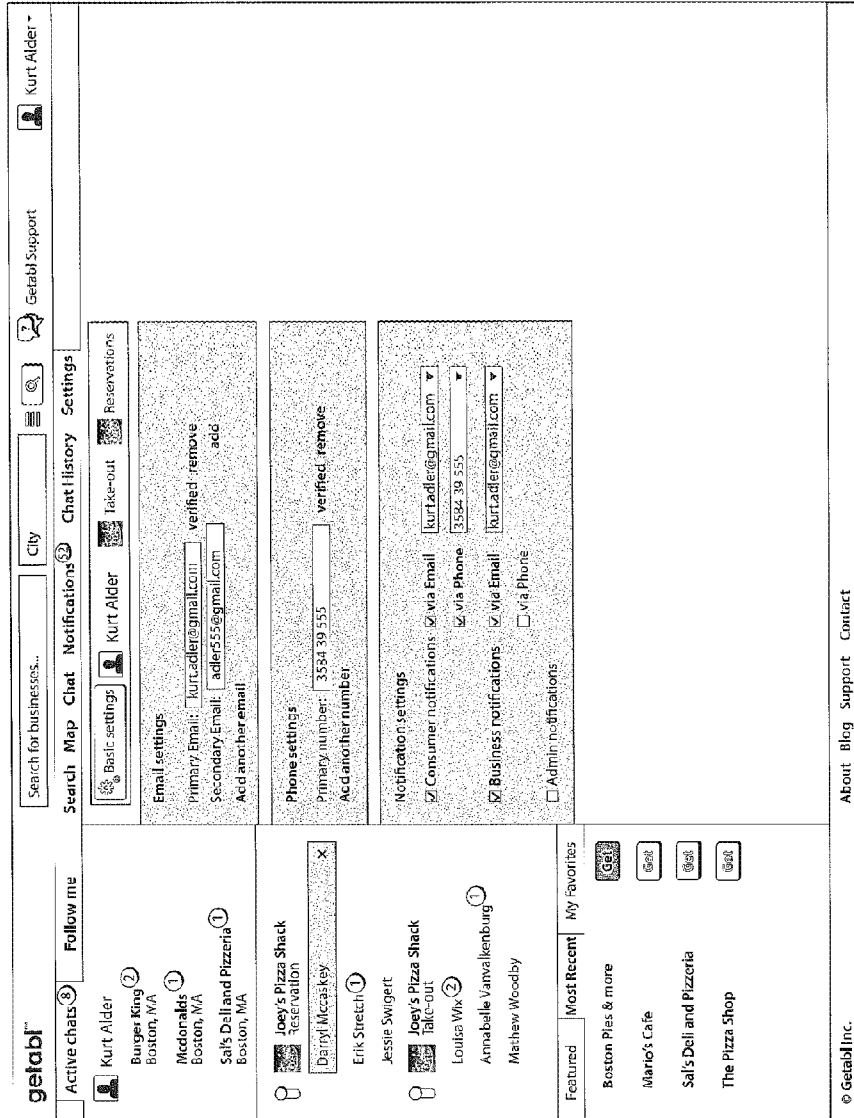 getabl™
Search for businesses...
City
Getabl Support
Kurt Alder
Active chats 8
Follow me
Search Map Chat Notifications 52 Chat History Settings
Kurt Alder
Burger King 2
Boston, MA
Mcdonalds 1
Boston, MA
Sal's Deli and Pizzeria 1
Boston, MA
Joey's Pizza Shack
Reservation
Darryl Mccaskey ×
Erik Stretch 1
Jessie Swigert
Joey's Pizza Shack
Take-out
Louisa Wix 2
Annabelle Vanvalkenburg 1
Mathew Woodby
Featured Most Recent My Favorites
Boston Pies & more Get
Mario's Cafe Get
Sal's Deli and Pizzeria Get
The Pizza Shop Get
Basic settings Kurt Alder Take-out Reservations
Email settings
Primary Email: kurt.adler@gmail.com verified remove
Secondary Email: adler555@gmail.com add
Add another email
Phone settings
Primary number: 3584 39 555 verified remove
Add another number
Notification settings
Consumer notifications via Email kurt.adler@gmail.com
via Phone 3584 39 555
Business notifications via Email kurt.adler@gmail.com
via Phone
Admin notifications
© Getabl Inc.
About Blog Support Contact